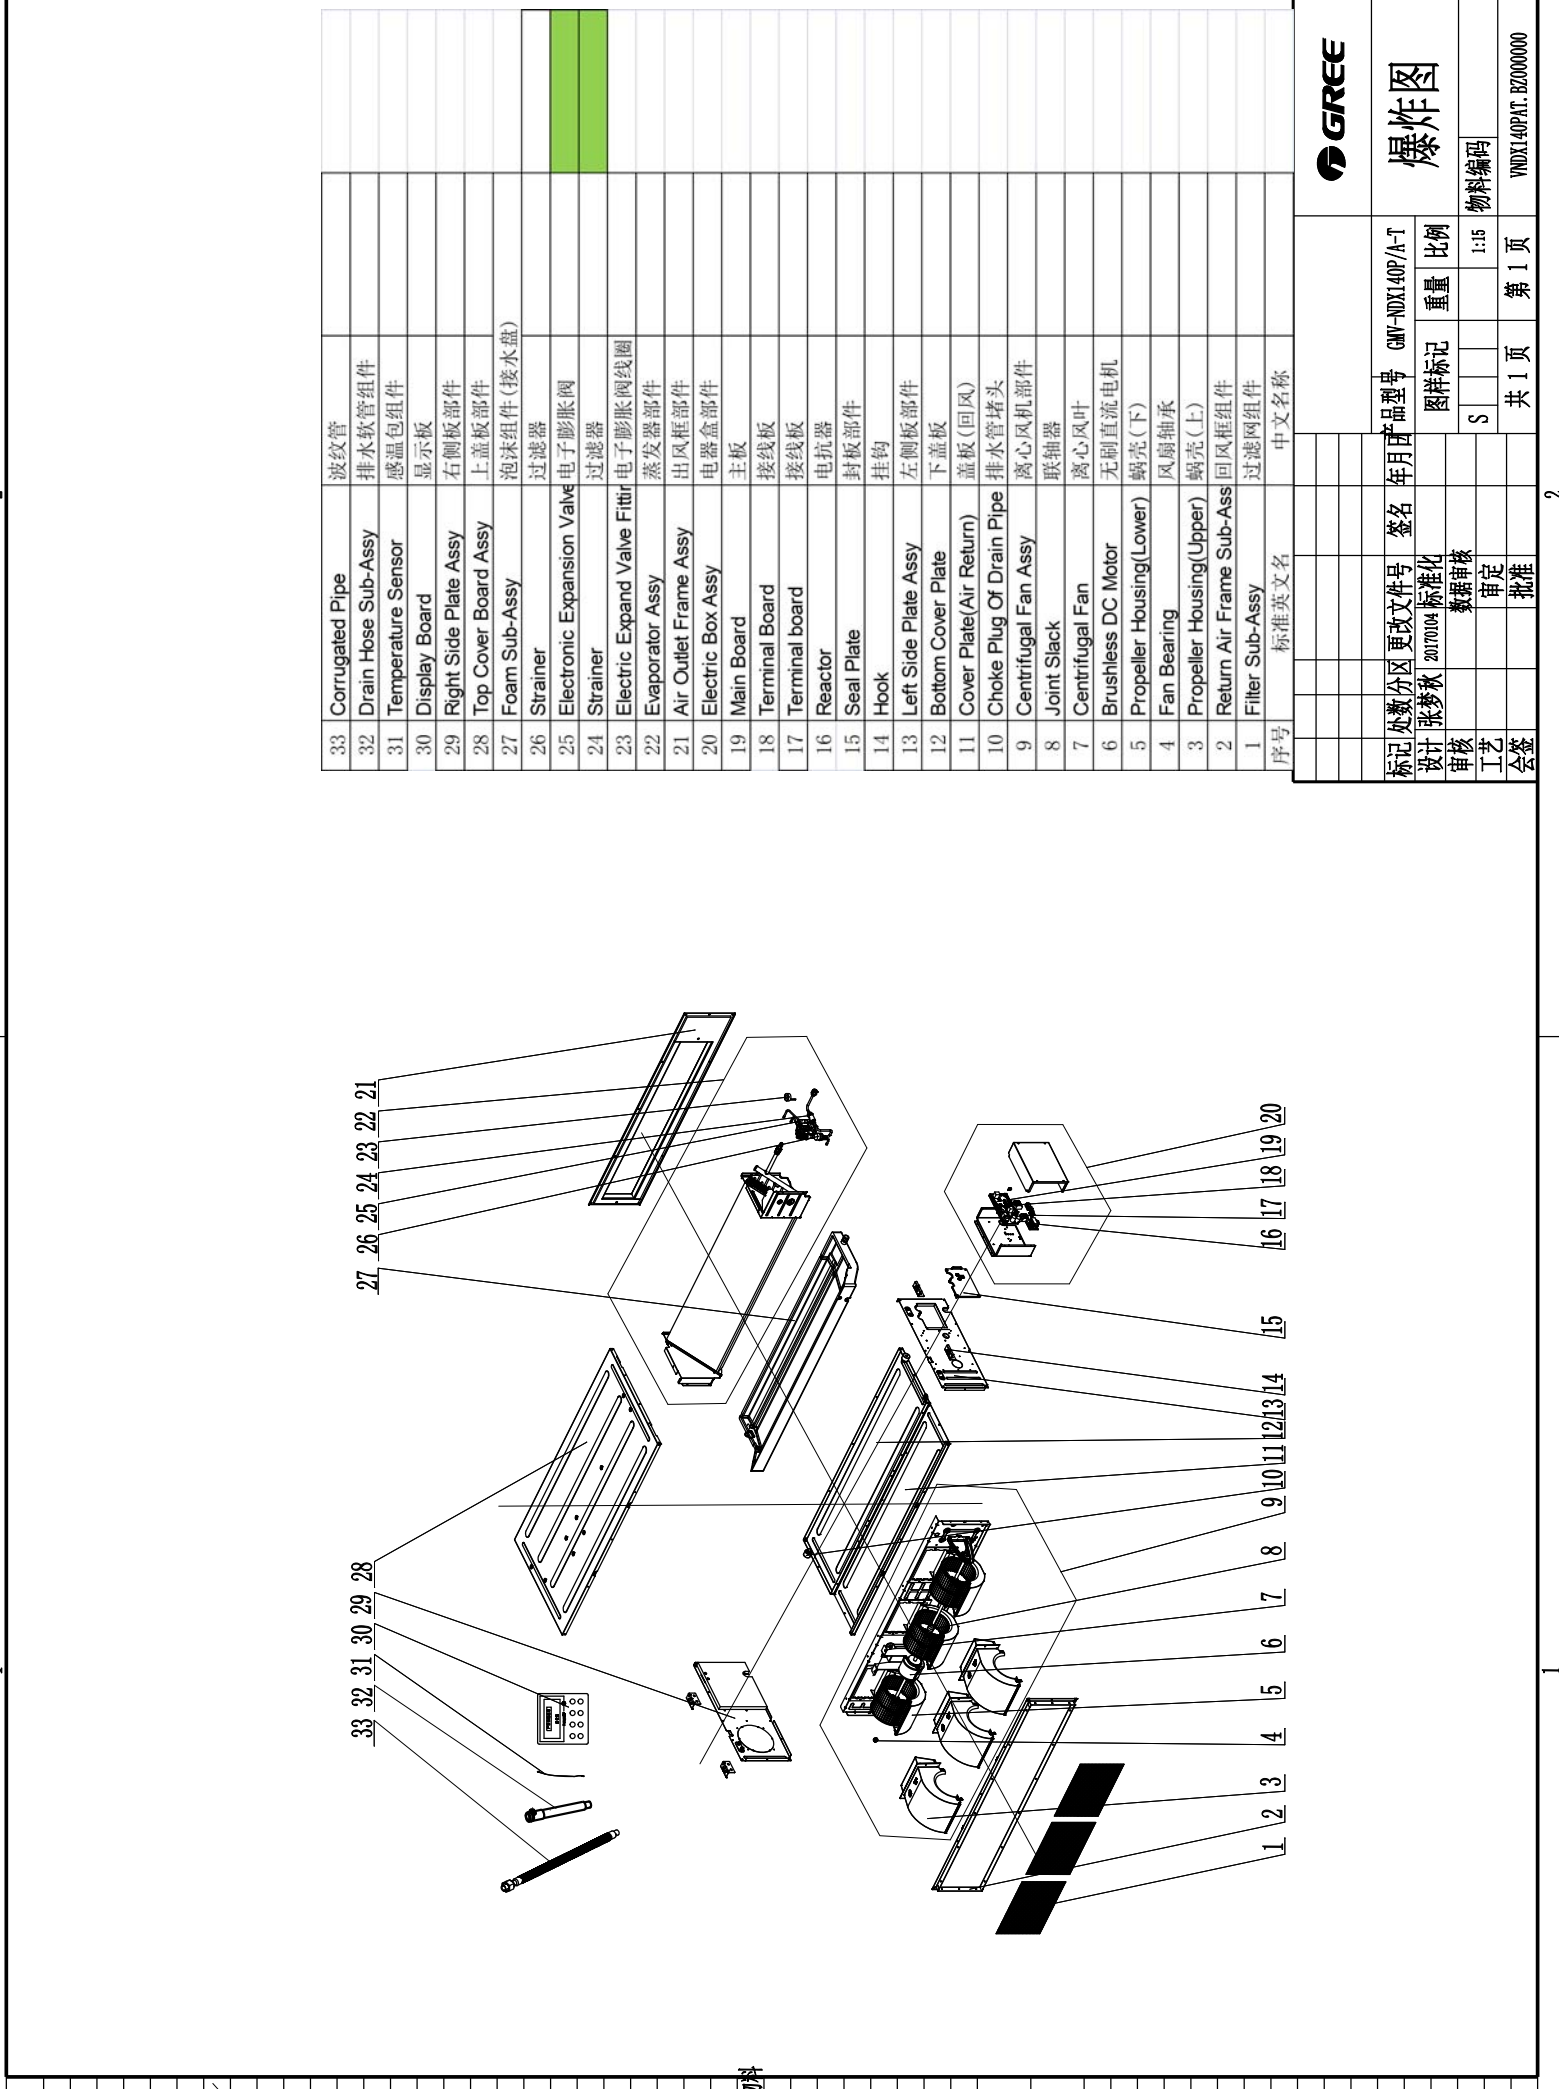 33 Corrugated Pipe 波纹管
32 Drain Hose Sub-Assy 排水软管组件
31 Temperature Sensor 感温包组件
30 Display Board 显示板
29 Right Side Plate Assy 右侧板部件
28 Top Cover Board Assy 上盖板部件
27 Foam Sub-Assy 泡沫组件(接水盘)
26 Strainer 过滤器
25 Electronic Expansion Valve 电子膨胀阀
24 Strainer 过滤器
23 Electric Expand Valve Fittin 电子膨胀阀线圈
22 Evaporator Assy 蒸发器部件
21 Air Outlet Frame Assy 出风框部件
20 Electric Box Assy 电器盒部件
19 Main Board 主板
18 Terminal Board 接线板
17 Terminal board 接线板
16 Reactor 电抗器
15 Seal Plate 封板部件
14 Hook 挂钩
13 Left Side Plate Assy 左侧板部件
12 Bottom Cover Plate 下盖板
11 Cover Plate(Air Return) 盖板(回风)
10 Choke Plug Of Drain Pipe 排水管堵头
9 Centrifugal Fan Assy 离心风机部件
8 Joint Slack 联轴器
7 Centrifugal Fan 离心风叶
6 Brushless DC Motor 无刷直流电机
5 Propeller Housing(Lower) 蜗壳(下)
4 Fan Bearing 风扇轴承
3 Propeller Housing(Upper) 蜗壳(上)
2 Return Air Frame Sub-Ass 回风框组件
1 Filter Sub-Assy 过滤网组件
序号 标准英文名 中文名称
标记 处数 分区 更改文件号 签名 年月日
设计 张梦秋 20170104 标准化
审核 数据审核
工艺 审定
会签 批准
产品型号 GMV-NDX140P/A-T
图样标记 重量 比例
S 1:15
共 1 页 第 1 页
GREE
爆炸图
物料编码
VNDX140PAT.BZ000000
33 32 31 30 29 28
27 26 25 24 23 22 21
1 2 3 4 5 6 7 8 9 10 11 12 13 14 15 16 17 18 19 20
1
2